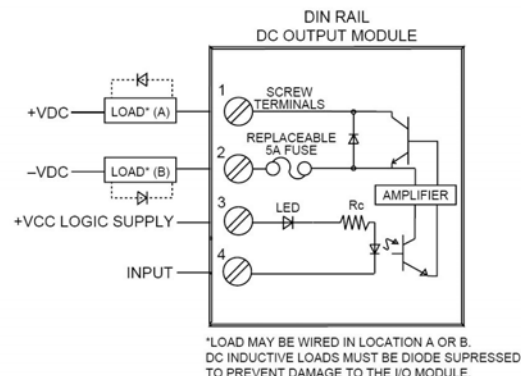 DIN RAIL
DC OUTPUT MODULE
+VDC
LOAD* (A)
1
SCREW
TERMINALS
–VDC
LOAD* (B)
2
REPLACEABLE
5A FUSE
AMPLIFIER
+VCC LOGIC SUPPLY
3
LED
Rc
INPUT
4
*LOAD MAY BE WIRED IN LOCATION A OR B.
DC INDUCTIVE LOADS MUST BE DIODE SUPRESSED
TO PREVENT DAMAGE TO THE I/O MODULE.